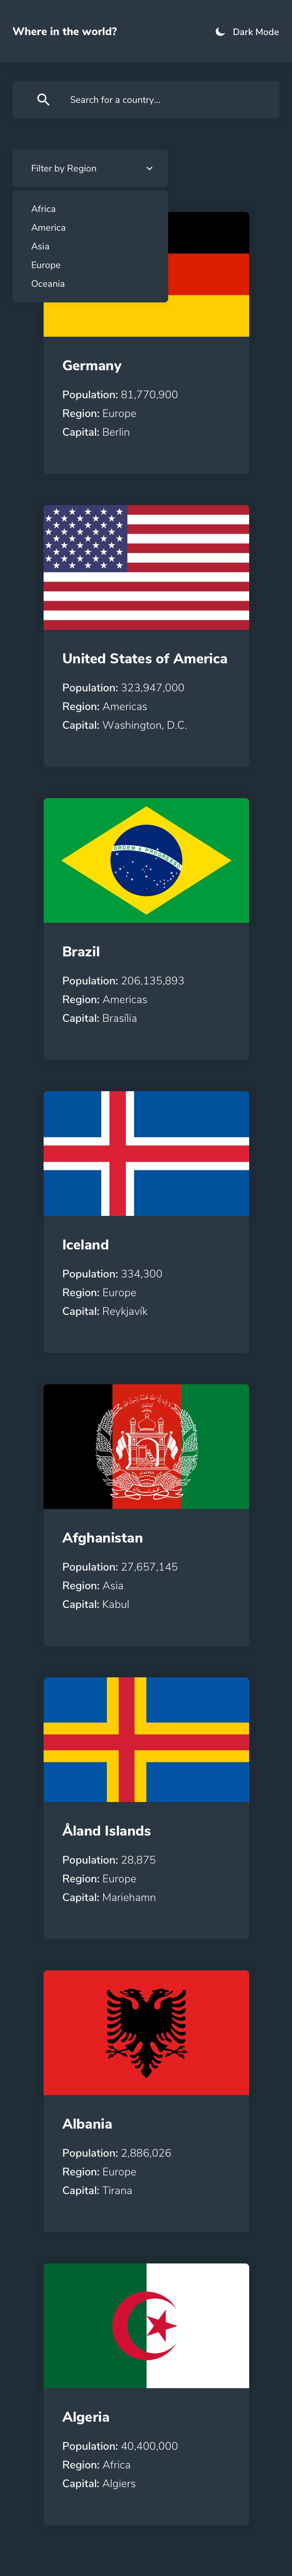 Where in the world?
Dark Mode
Search for a country...
Filter by Region
Africa
America
Asia
Europe
Oceania
Germany
Population: 81,770,900
Region: Europe
Capital: Berlin
United States of America
Population: 323,947,000
Region: Americas
Capital: Washington, D.C.
ORDEM E PROGRESSO
Brazil
Population: 206,135,893
Region: Americas
Capital: Brasília
Iceland
Population: 334,300
Region: Europe
Capital: Reykjavík
Afghanistan
Population: 27,657,145
Region: Asia
Capital: Kabul
Åland Islands
Population: 28,875
Region: Europe
Capital: Mariehamn
Albania
Population: 2,886,026
Region: Europe
Capital: Tirana
Algeria
Population: 40,400,000
Region: Africa
Capital: Algiers